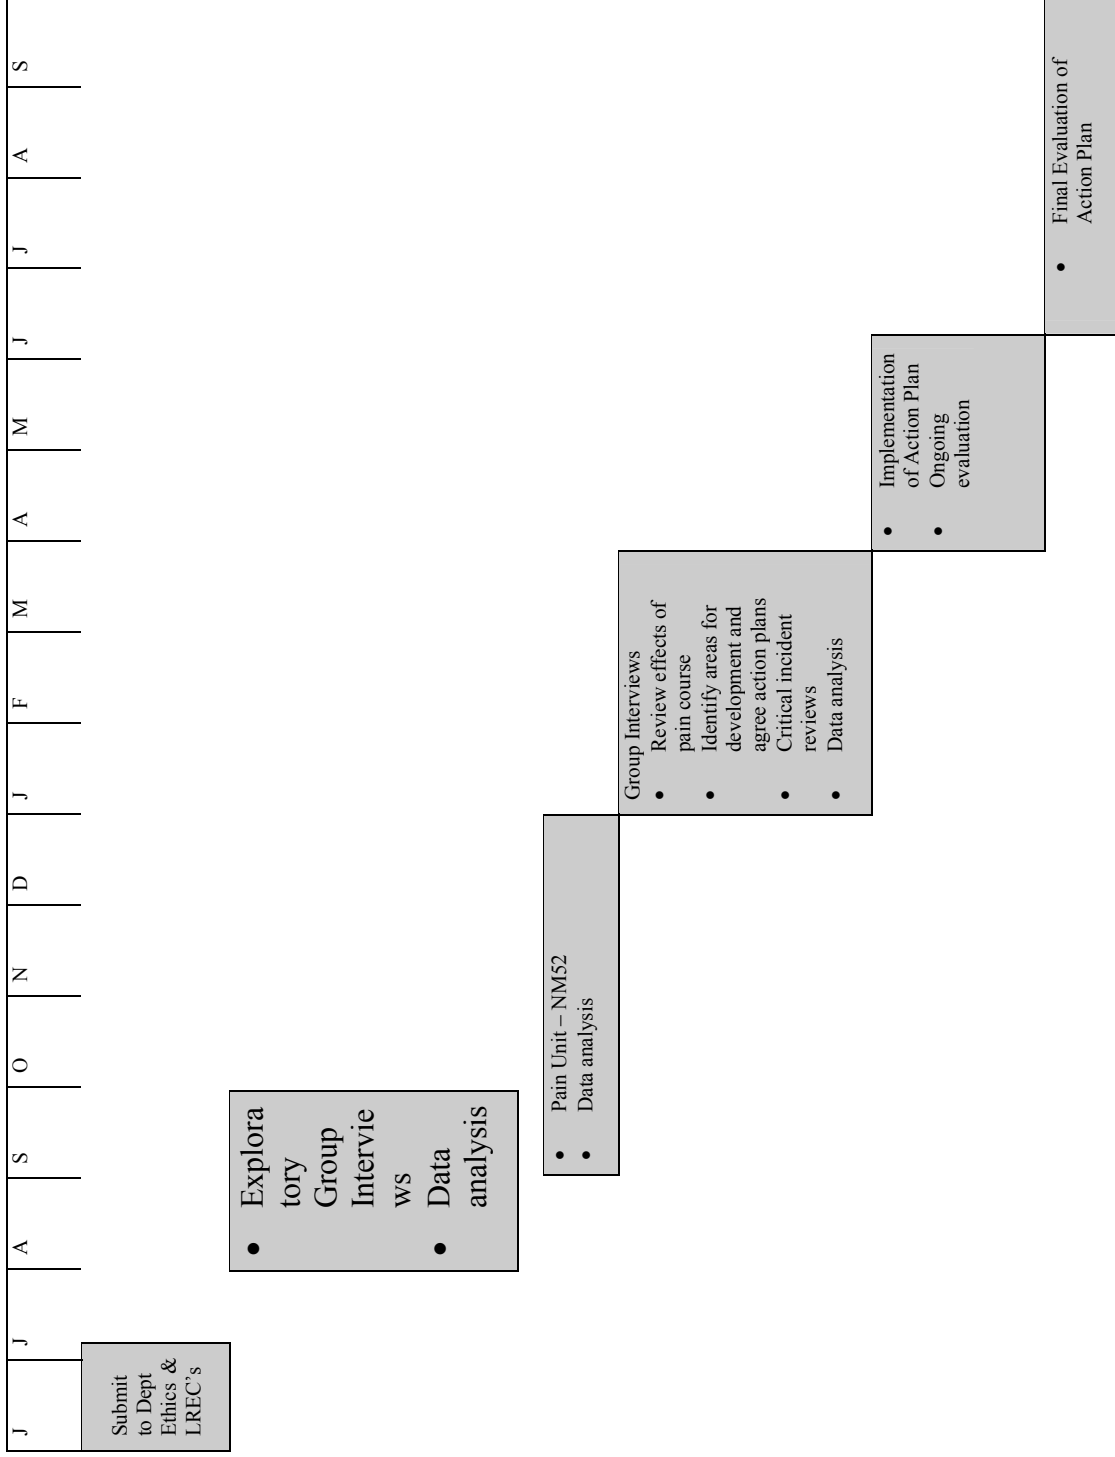 J J A S O N D J F M A M J J A S
Submit
to Dept
Ethics &
LREC's
• Explora
tory
Group
Intervie
ws
• Data
analysis
• Pain Unit – NM52
• Data analysis
Group Interviews
• Review effects of
pain course
• Identify areas for
development and
agree action plans
• Critical incident
reviews
• Data analysis
• Implementation
of Action Plan
• Ongoing
evaluation
• Final Evaluation of
Action Plan